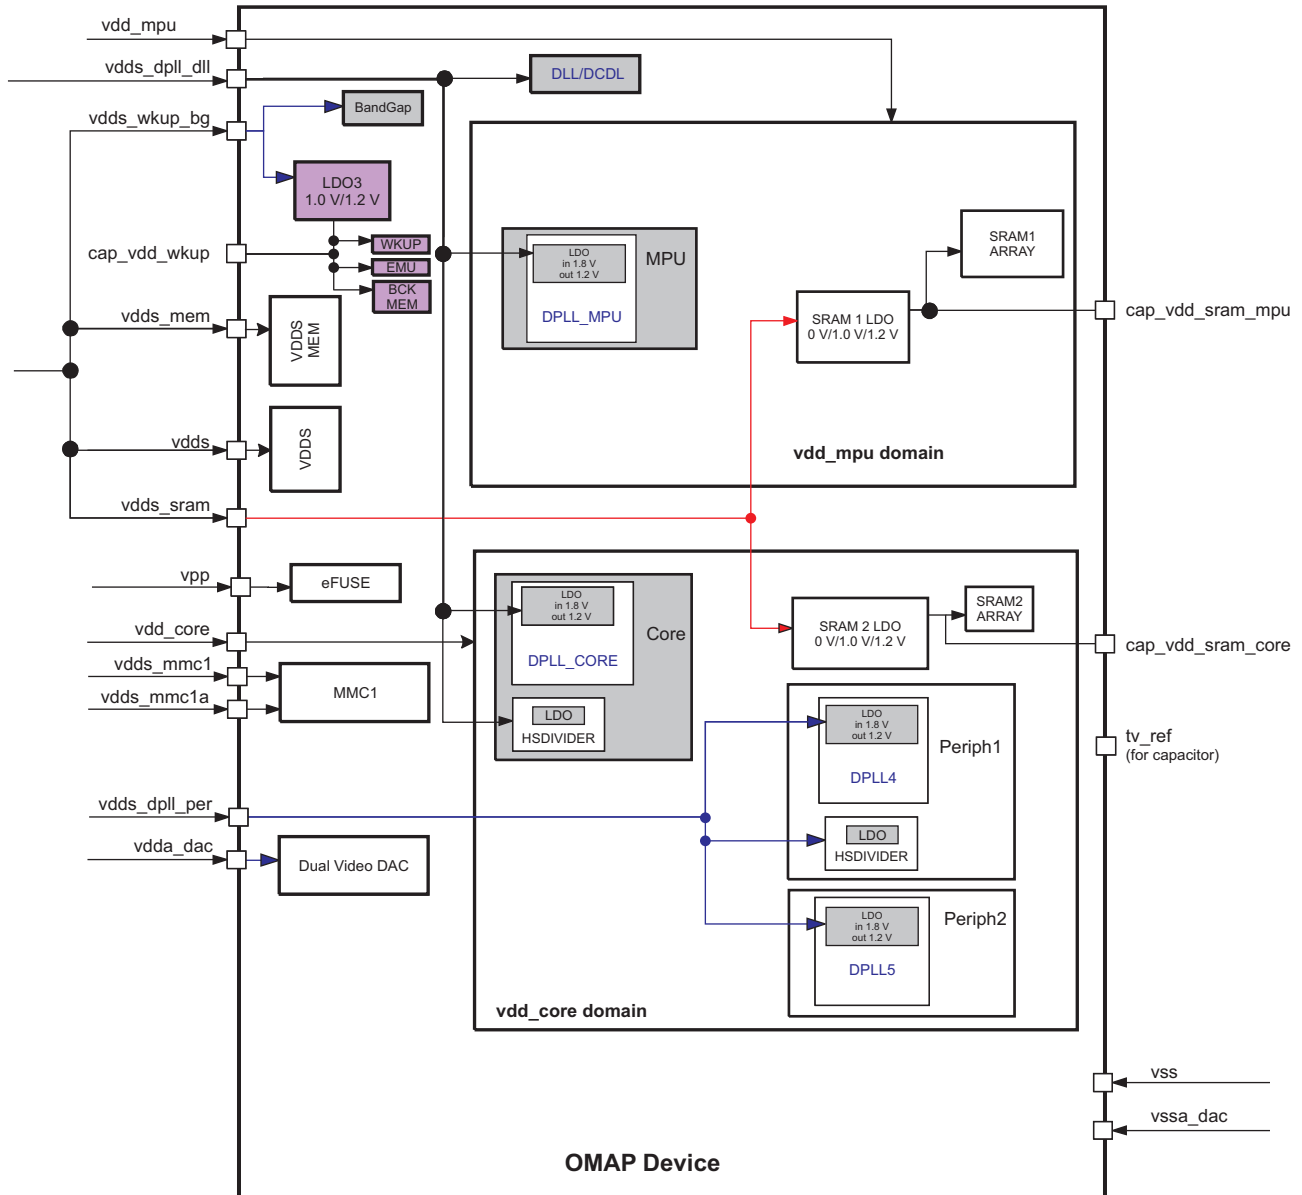 vdd_mpu
vdds_dpll_dll
DLL/DCDL
vdds_wkup_bg
BandGap
LDO3
1.0 V/1.2 V
cap_vdd_wkup
WKUP
EMU
BCK
MEM
LDO
in 1.8 V
out 1.2 V
DPLL_MPU
MPU
SRAM1
ARRAY
SRAM 1 LDO
0 V/1.0 V/1.2 V
cap_vdd_sram_mpu
vdds_mem
VDDS
MEM
vdds
VDDS
vdd_mpu domain
vdds_sram
vpp
eFUSE
LDO
in 1.8 V
out 1.2 V
DPLL_CORE
Core
LDO
HSDIVIDER
SRAM 2 LDO
0 V/1.0 V/1.2 V
SRAM2
ARRAY
cap_vdd_sram_core
vdd_core
vdds_mmc1
vdds_mmc1a
MMC1
LDO
in 1.8 V
out 1.2 V
DPLL4
Periph1
LDO
HSDIVIDER
tv_ref
(for capacitor)
vdds_dpll_per
vdda_dac
Dual Video DAC
LDO
in 1.8 V
out 1.2 V
DPLL5
Periph2
vdd_core domain
vss
vssa_dac
OMAP Device